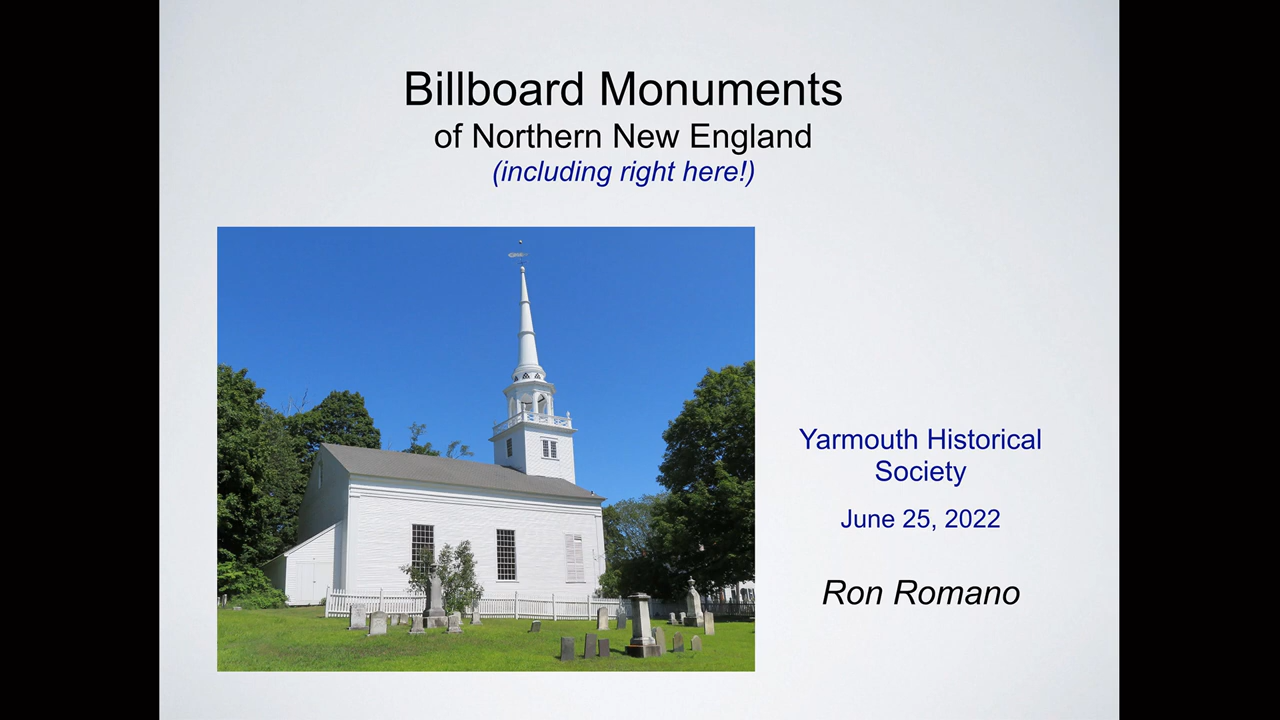 Billboard Monuments
of Northern New England
(including right here!)
Yarmouth Historical
Society
June 25, 2022
Ron Romano